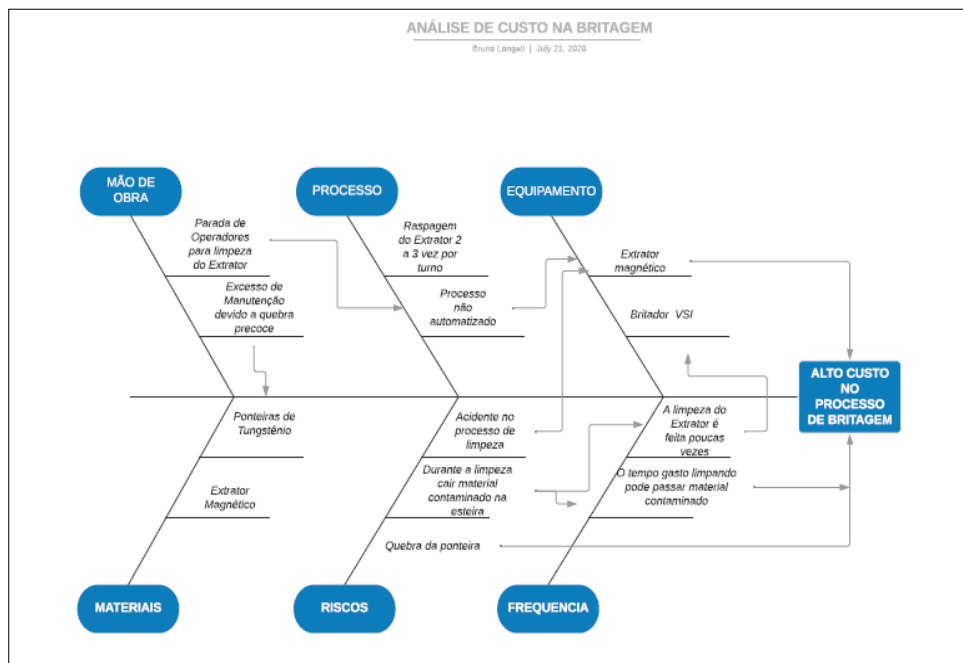 ANÁLISE DE CUSTO NA BRITAGEM
Bruno Langali | July 21, 2020
MÃO DE
OBRA
PROCESSO
EQUIPAMENTO
Parada de
Operadores
para limpeza
do Extrator
Excesso de
Manutenção
devido a quebra
precoce
Raspagem
do Extrator 2
a 3 vez por
turno
Processo
não
automatizado
Extrator
magnético
Britador VSI
ALTO CUSTO
NO
PROCESSO
DE BRITAGEM
Ponteiras de
Tungstênio
Extrator
Magnético
Acidente no
processo de
limpeza
Durante a limpeza
cair material
contaminado na
esteira
Quebra da ponteira
A limpeza do
Extrator é
feita poucas
vezes
O tempo gasto limpando
pode passar material
contaminado
MATERIAIS
RISCOS
FREQUENCIA